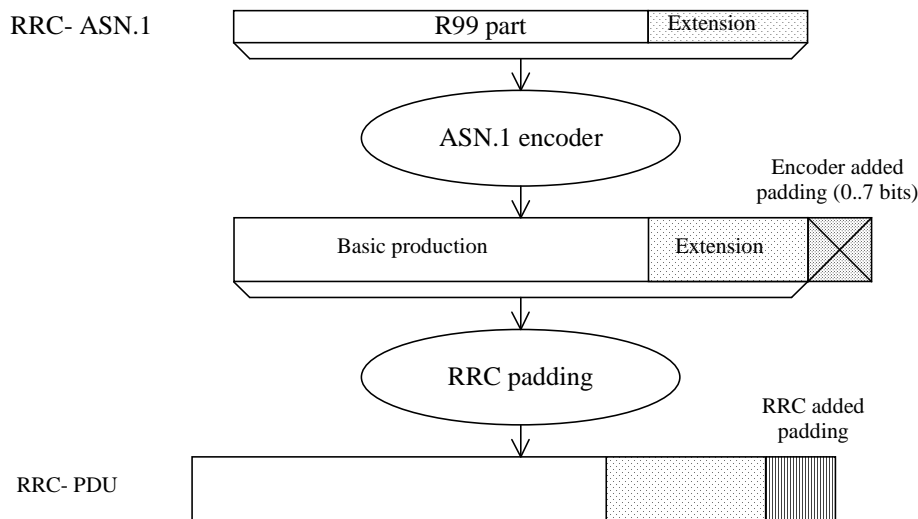 RRC- ASN.1
R99 part
Extension
ASN.1 encoder
Encoder added
padding (0..7 bits)
Basic production
Extension
RRC padding
RRC added
padding
RRC- PDU